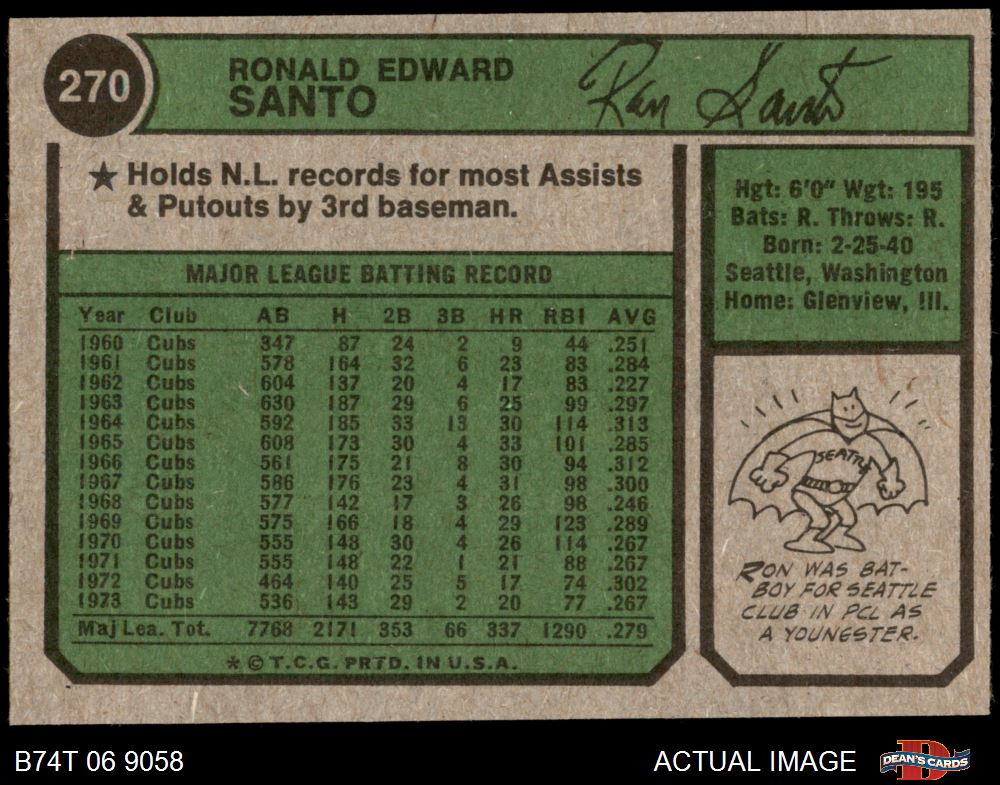 270
RONALD EDWARD
SANTO
Ron Santo
★ Holds N.L. records for most Assists
& Putouts by 3rd baseman.
MAJOR LEAGUE BATTING RECORD
Year Club AB H 2B 3B HR RBI AVG
1960 Cubs 347 87 24 2 9 44 .251
1961 Cubs 578 164 32 6 23 83 .284
1962 Cubs 604 137 20 4 17 83 .227
1963 Cubs 630 187 29 6 25 99 .297
1964 Cubs 592 185 33 13 30 114 .313
1965 Cubs 608 173 30 4 33 101 .285
1966 Cubs 561 175 21 8 30 94 .312
1967 Cubs 586 176 23 4 31 98 .300
1968 Cubs 577 142 17 3 26 98 .246
1969 Cubs 575 166 18 4 29 123 .289
1970 Cubs 555 148 30 4 26 114 .267
1971 Cubs 555 148 22 1 21 88 .267
1972 Cubs 464 140 25 5 17 74 .302
1973 Cubs 536 143 29 2 20 77 .267
Maj Lea. Tot. 7768 2171 353 66 337 1290 .279
* © T.C.G. PRTD. IN U.S.A.
Hgt: 6'0" Wgt: 195
Bats: R. Throws: R.
Born: 2-25-40
Seattle, Washington
Home: Glenview, Ill.
SEATTLE
RON WAS BAT-
BOY FOR SEATTLE
CLUB IN PCL AS
A YOUNGSTER.
B74T 06 9058
ACTUAL IMAGE
DEAN'S CARDS